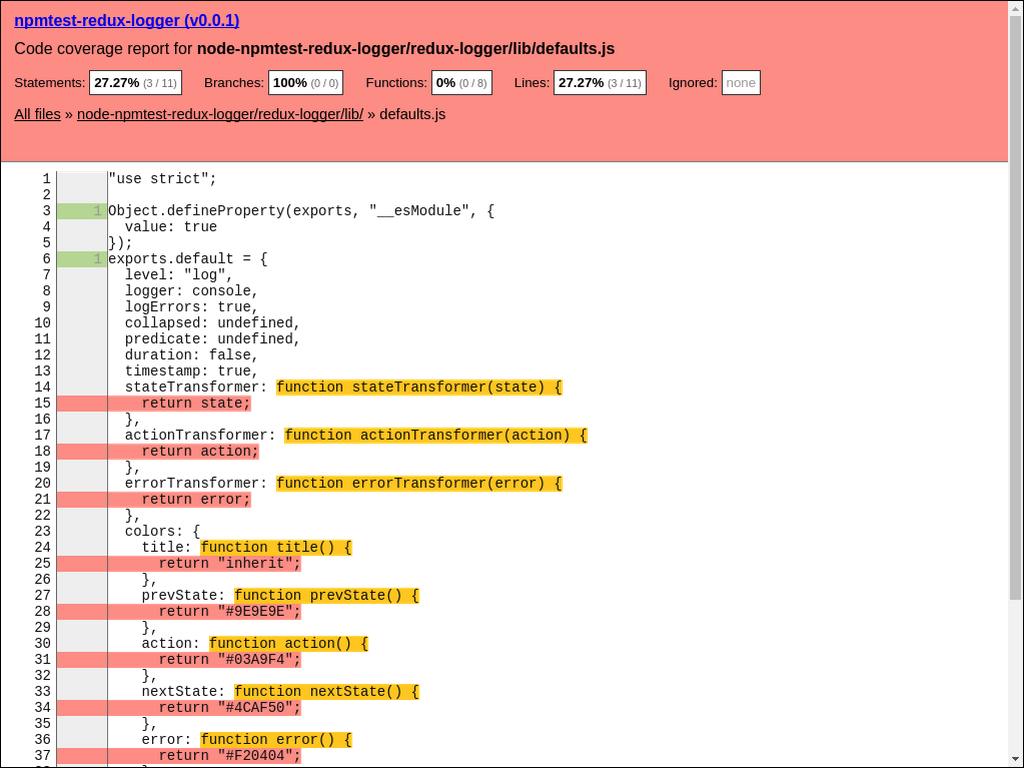 npmtest-redux-logger (v0.0.1)
Code coverage report for node-npmtest-redux-logger/redux-logger/lib/defaults.js
Statements: 27.27% (3 / 11) Branches: 100% (0 / 0) Functions: 0% (0 / 8) Lines: 27.27% (3 / 11) Ignored: none
All files » node-npmtest-redux-logger/redux-logger/lib/ » defaults.js
1 "use strict";
2
3 1 Object.defineProperty(exports, "__esModule", {
4 value: true
5 });
6 1 exports.default = {
7 level: "log",
8 logger: console,
9 logErrors: true,
10 collapsed: undefined,
11 predicate: undefined,
12 duration: false,
13 timestamp: true,
14 stateTransformer: function stateTransformer(state) {
15 return state;
16 },
17 actionTransformer: function actionTransformer(action) {
18 return action;
19 },
20 errorTransformer: function errorTransformer(error) {
21 return error;
22 },
23 colors: {
24 title: function title() {
25 return "inherit";
26 },
27 prevState: function prevState() {
28 return "#9E9E9E";
29 },
30 action: function action() {
31 return "#03A9F4";
32 },
33 nextState: function nextState() {
34 return "#4CAF50";
35 },
36 error: function error() {
37 return "#F20404";